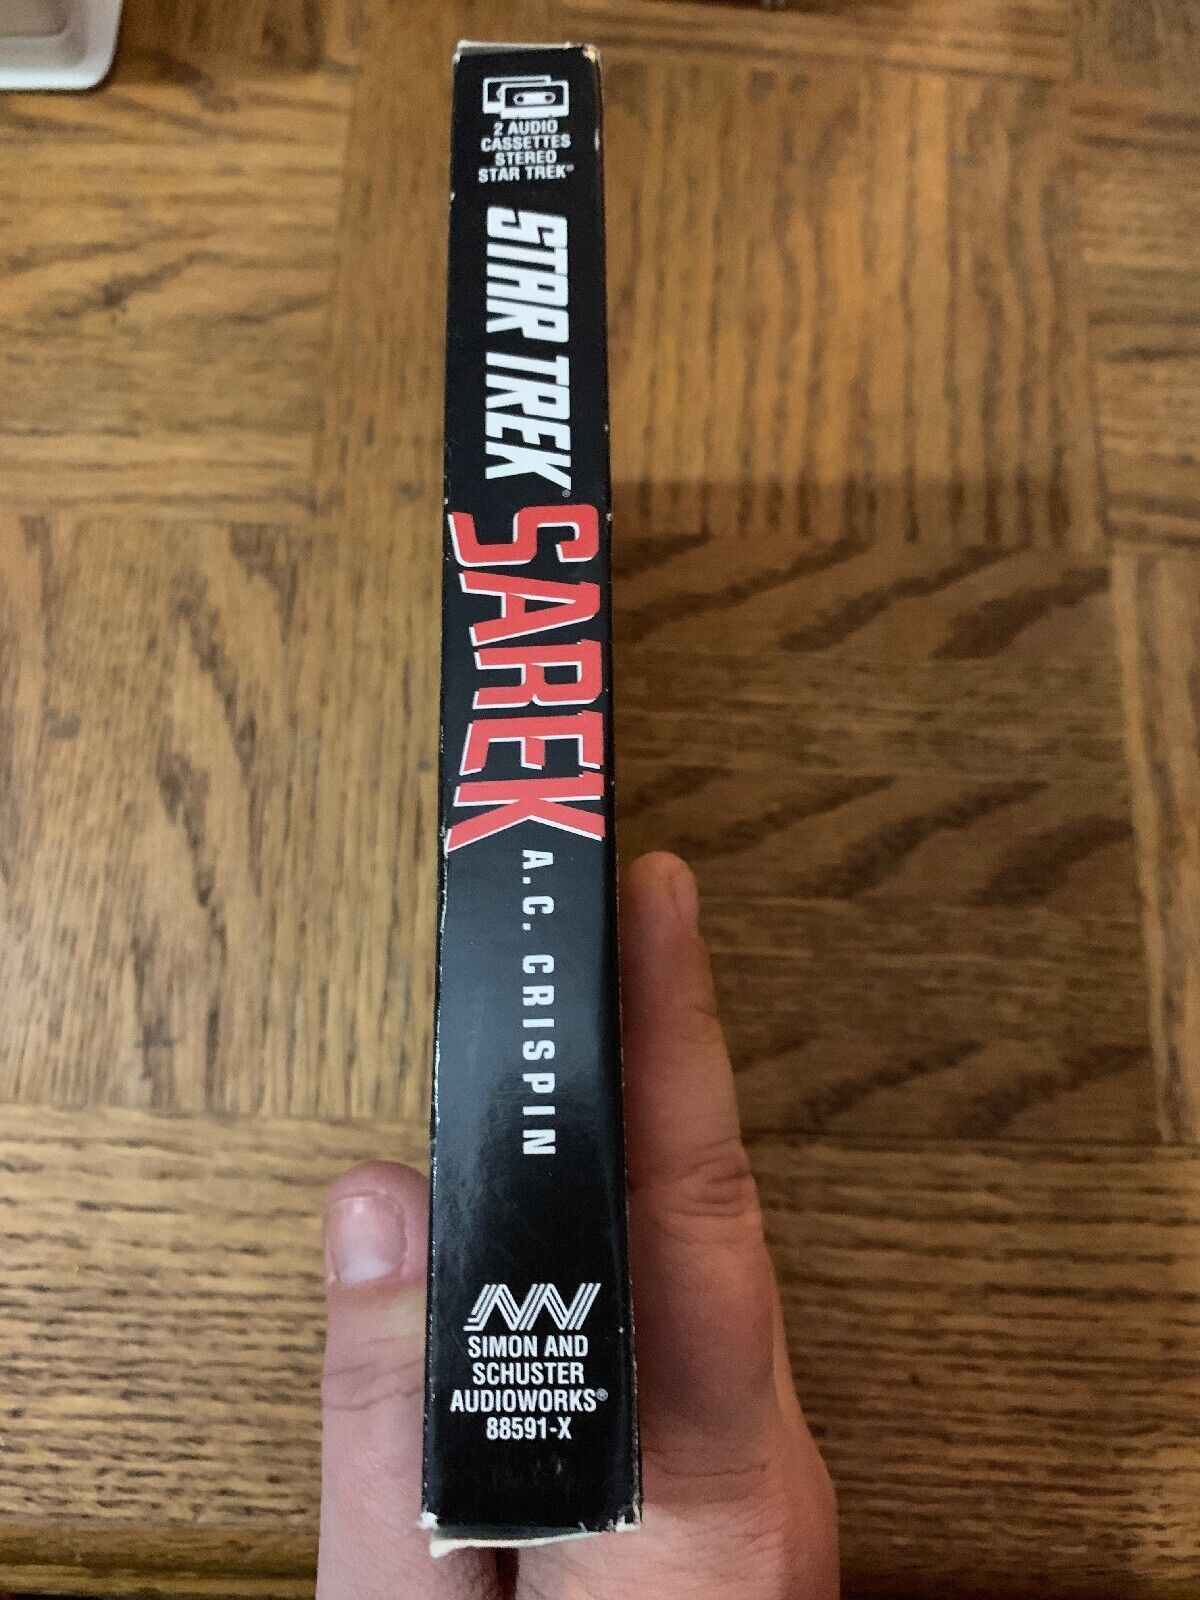 2 AUDIO
CASSETTES
STEREO
STAR TREK®
STAR TREK®
SAREK
A.C. CRISPIN
SIMON AND
SCHUSTER
AUDIOWORKS®
88591-X